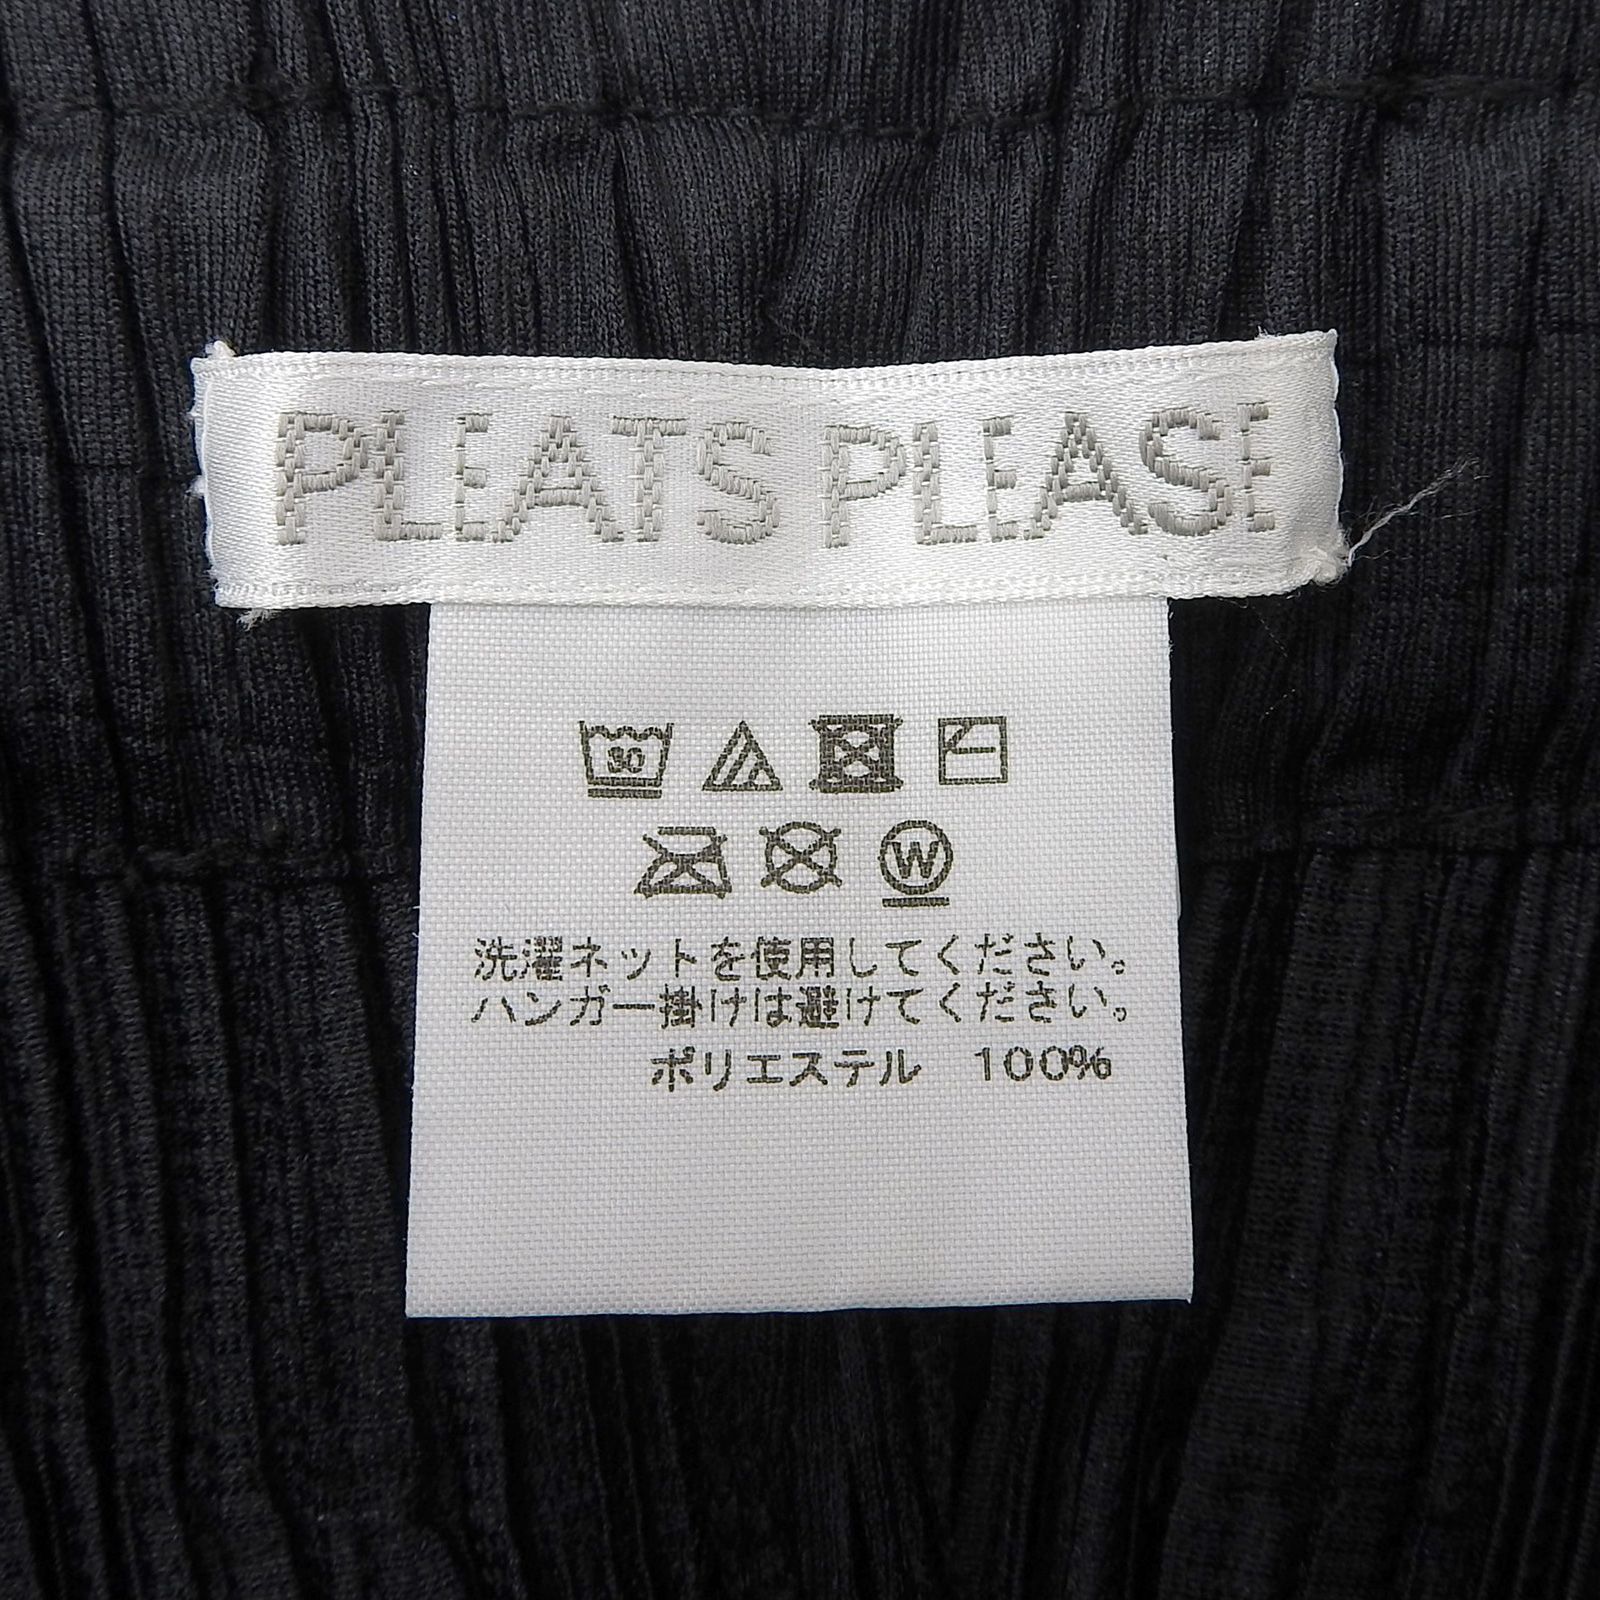 PLEATS PLEASE
30
W
洗濯ネットを使用してください。
ハンガー掛けは避けてください。
ポリエステル 100%